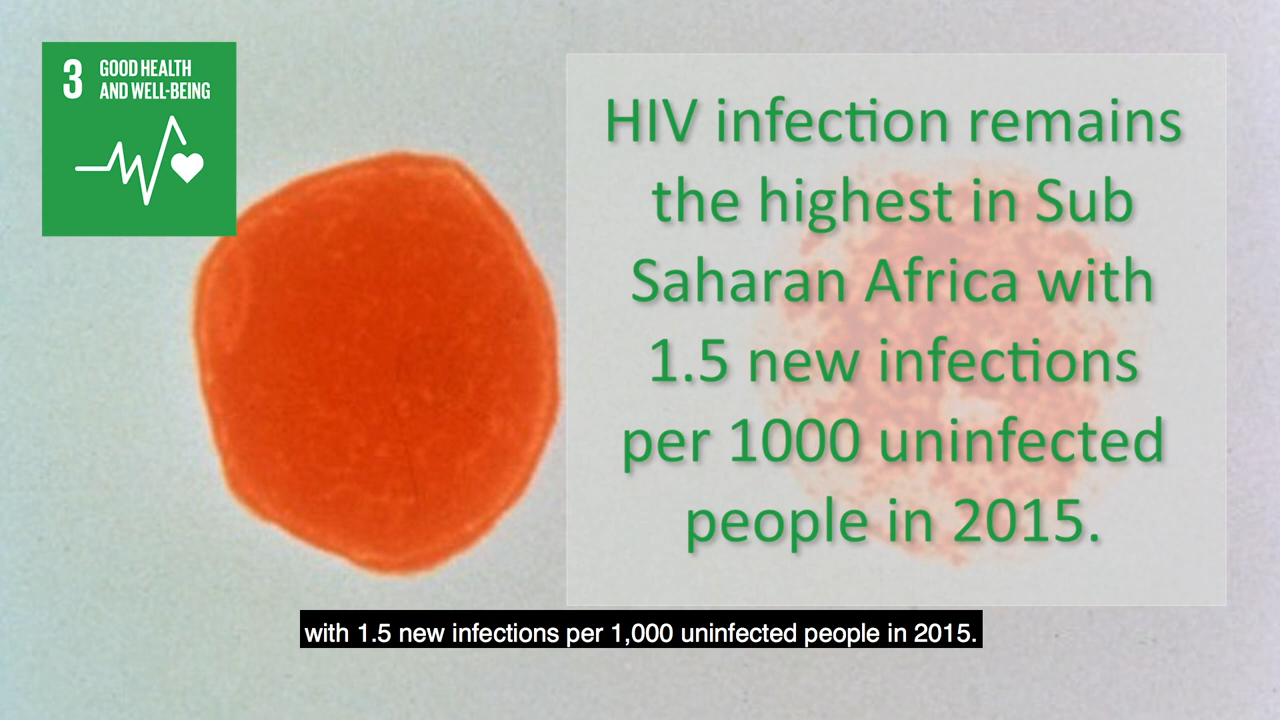 3 GOOD HEALTH
AND WELL-BEING
HIV infection remains
the highest in Sub
Saharan Africa with
1.5 new infections
per 1000 uninfected
people in 2015.
with 1.5 new infections per 1,000 uninfected people in 2015.